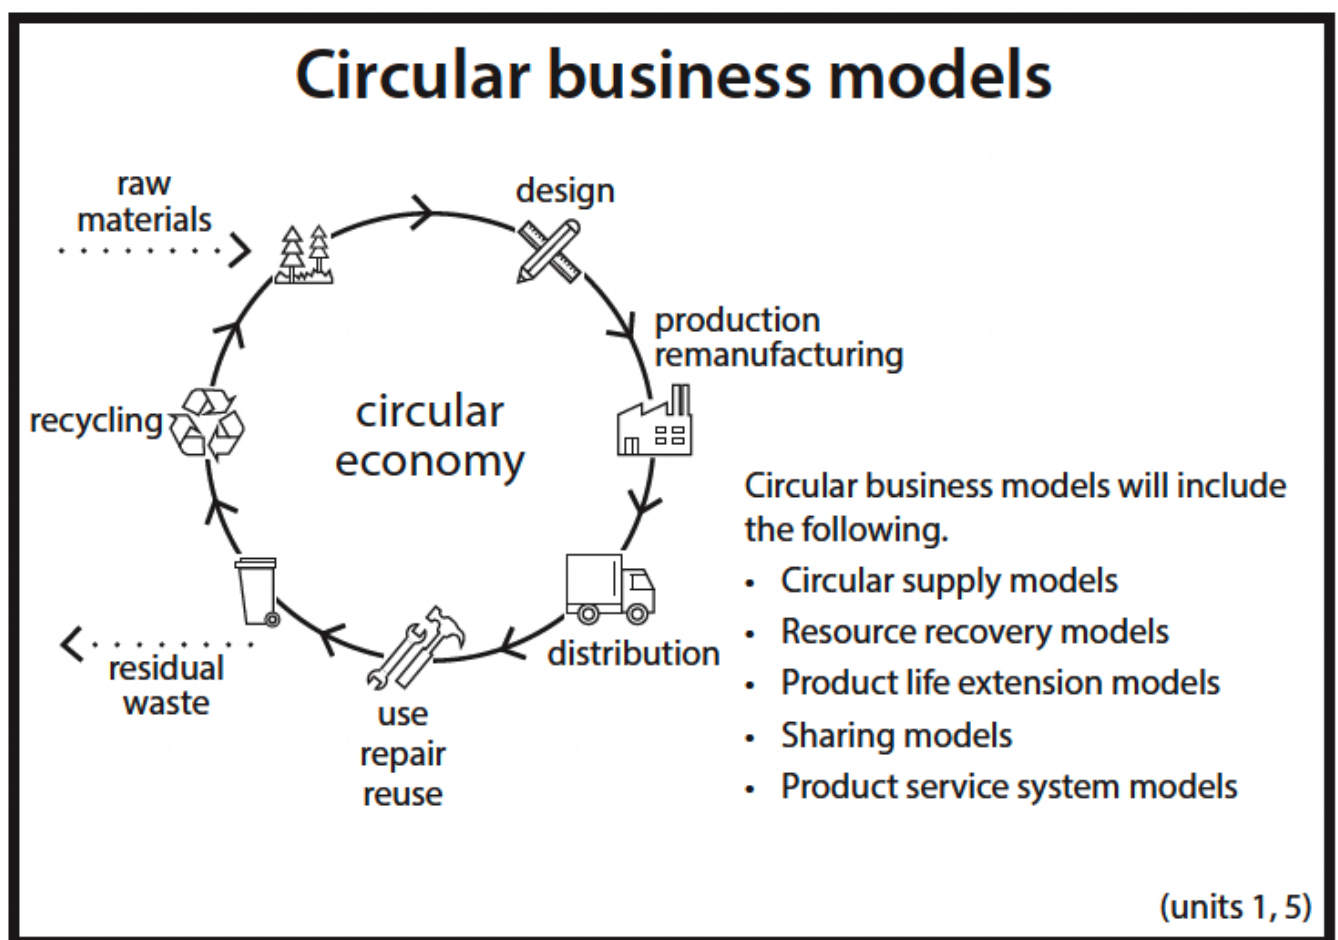 Circular business models
raw
materials
design
production
remanufacturing
recycling
circular
economy
Circular business models will include
the following.
• Circular supply models
• Resource recovery models
• Product life extension models
• Sharing models
• Product service system models
distribution
residual
waste
use
repair
reuse
(units 1, 5)